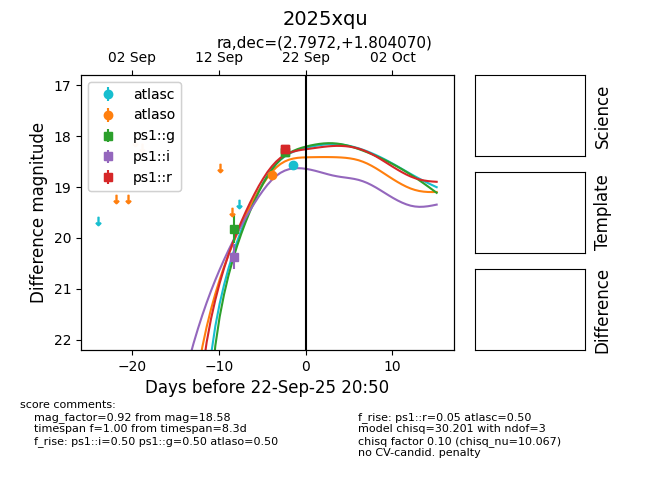 2025xqu
ra,dec=(2.7972,+1.804070)
02 Sep 12 Sep 22 Sep 02 Oct
atlasc
atlaso
ps1::g
ps1::i
ps1::r
17
18
19
20
21
22
Difference magnitude
−20 −10 0 10
Days before 22-Sep-25 20:50
Science
Template
Difference
score comments:
mag_factor=0.92 from mag=18.58
timespan f=1.00 from timespan=8.3d
f_rise: ps1::i=0.50 ps1::g=0.50 atlaso=0.50
f_rise: ps1::r=0.05 atlasc=0.50
model chisq=30.201 with ndof=3
chisq factor 0.10 (chisq_nu=10.067)
no CV-candid. penalty